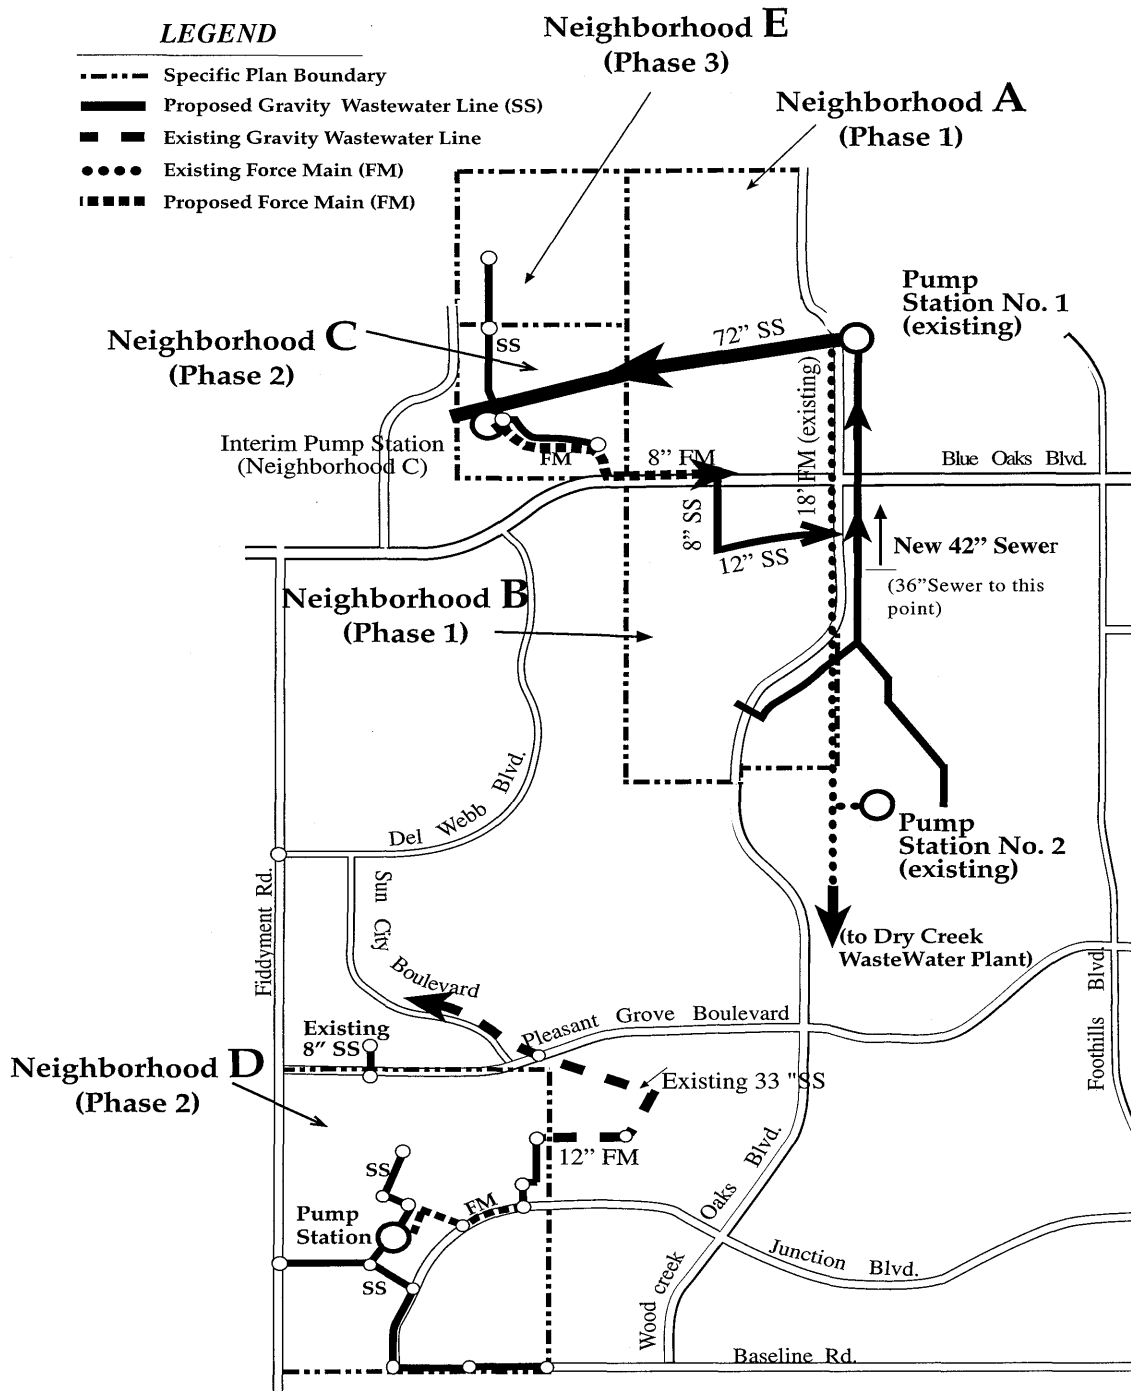 LEGEND
Specific Plan Boundary
Proposed Gravity Wastewater Line (SS)
Existing Gravity Wastewater Line
Existing Force Main (FM)
Proposed Force Main (FM)
Neighborhood E
(Phase 3)
Neighborhood A
(Phase 1)
Pump
Station No. 1
(existing)
72" SS
Neighborhood C
(Phase 2)
SS
Interim Pump Station
(Neighborhood C)
FM
8" FM
18" FM (existing)
Blue Oaks Blvd.
8" SS
12" SS
New 42" Sewer
(36"Sewer to this
point)
Neighborhood B
(Phase 1)
Del Webb Blvd.
Pump
Station No. 2
(existing)
Sun City Boulevard
Fiddyment Rd.
(to Dry Creek
WasteWater Plant)
Foothills Blvd.
Pleasant Grove Boulevard
Existing
8" SS
Neighborhood D
(Phase 2)
Existing 33 "SS
12" FM
SS
FM
Pump
Station
SS
Wood creek Oaks Blvd.
Junction Blvd.
Baseline Rd.